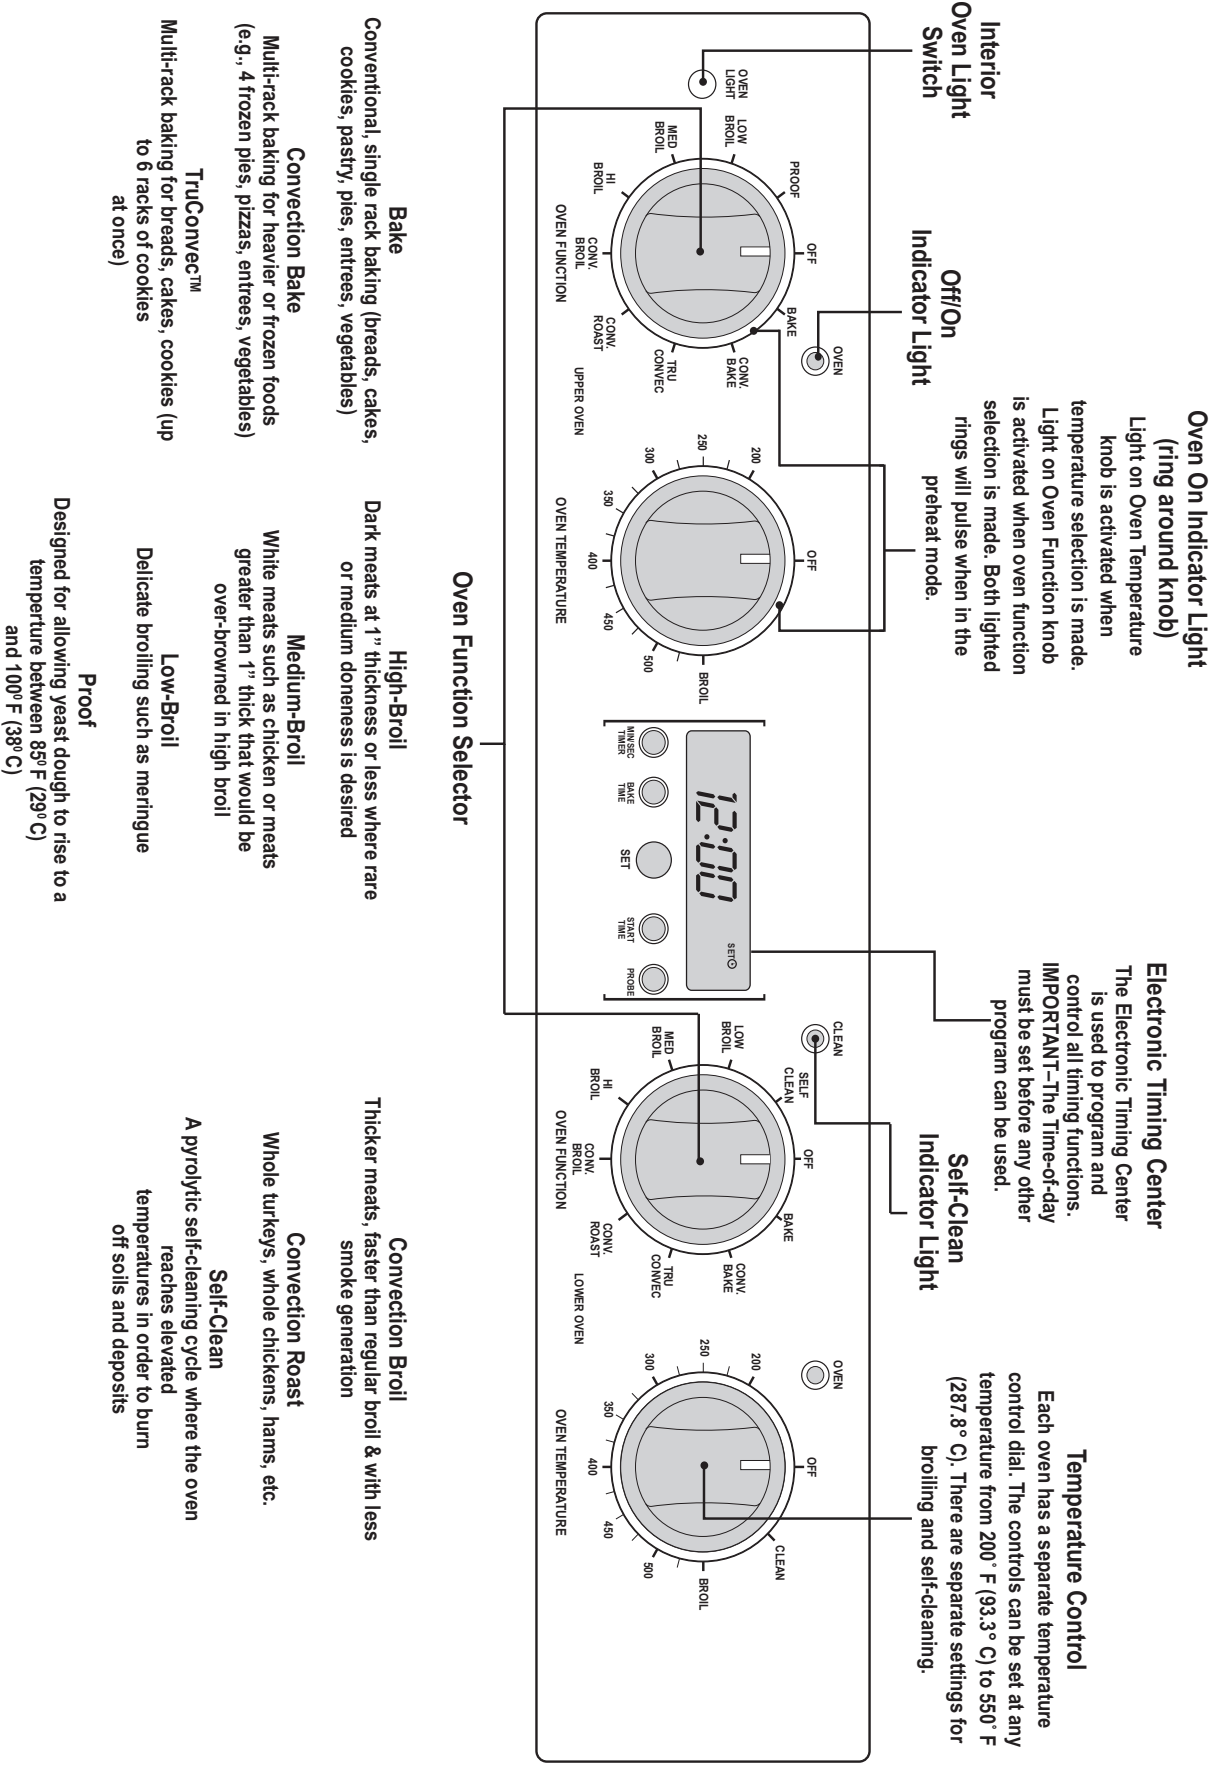 Interior
Oven Light
Switch
Off/On
Indicator Light
Oven On Indicator Light
(ring around knob)
Light on Oven Temperature
knob is activated when
temperature selection is made.
Light on Oven Function knob
is activated when oven function
selection is made. Both lighted
rings will pulse when in the
preheat mode.
Electronic Timing Center
The Electronic Timing Center
is used to program and
control all timing functions.
IMPORTANT–The Time-of-day
must be set before any other
program can be used.
Self-Clean
Indicator Light
Temperature Control
Each oven has a separate temperature
control dial. The controls can be set at any
temperature from 200° F (93.3° C) to 550° F
(287.8° C). There are separate settings for
broiling and self-cleaning.
OVEN
LIGHT
OFF
BAKE
CONV.
BAKE
TRU
CONVEC
CONV.
ROAST
CONV.
BROIL
HI
BROIL
MED
BROIL
LOW
BROIL
PROOF
OVEN FUNCTION
OVEN
UPPER OVEN
OFF
200
250
300
350
400
450
500
BROIL
OVEN TEMPERATURE
12:00
SET
MIN/SEC
TIMER
BAKE
TIME
SET
START
TIME
PROBE
CLEAN
OFF
BAKE
CONV.
BAKE
TRU
CONVEC
CONV.
ROAST
CONV.
BROIL
HI
BROIL
MED
BROIL
LOW
BROIL
SELF
CLEAN
OVEN FUNCTION
LOWER OVEN
OVEN
OFF
200
250
300
350
400
450
500
BROIL
CLEAN
OVEN TEMPERATURE
Oven Function Selector
Bake
Conventional, single rack baking (breads, cakes,
cookies, pastry, pies, entrees, vegetables)
Convection Bake
Multi-rack baking for heavier or frozen foods
(e.g., 4 frozen pies, pizzas, entrees, vegetables)
TruConvec™
Multi-rack baking for breads, cakes, cookies (up
to 6 racks of cookies
at once)
High-Broil
Dark meats at 1” thickness or less where rare
or medium doneness is desired
Medium-Broil
White meats such as chicken or meats
greater than 1” thick that would be
over-browned in high broil
Low-Broil
Delicate broiling such as meringue
Proof
Designed for allowing yeast dough to rise to a
temperture between 85⁰ F (29⁰ C)
and 100⁰ F (38⁰ C)
Convection Broil
Thicker meats, faster than regular broil & with less
smoke generation
Convection Roast
Whole turkeys, whole chickens, hams, etc.
Self-Clean
A pyrolytic self-cleaning cycle where the oven
reaches elevated
temperatures in order to burn
off soils and deposits